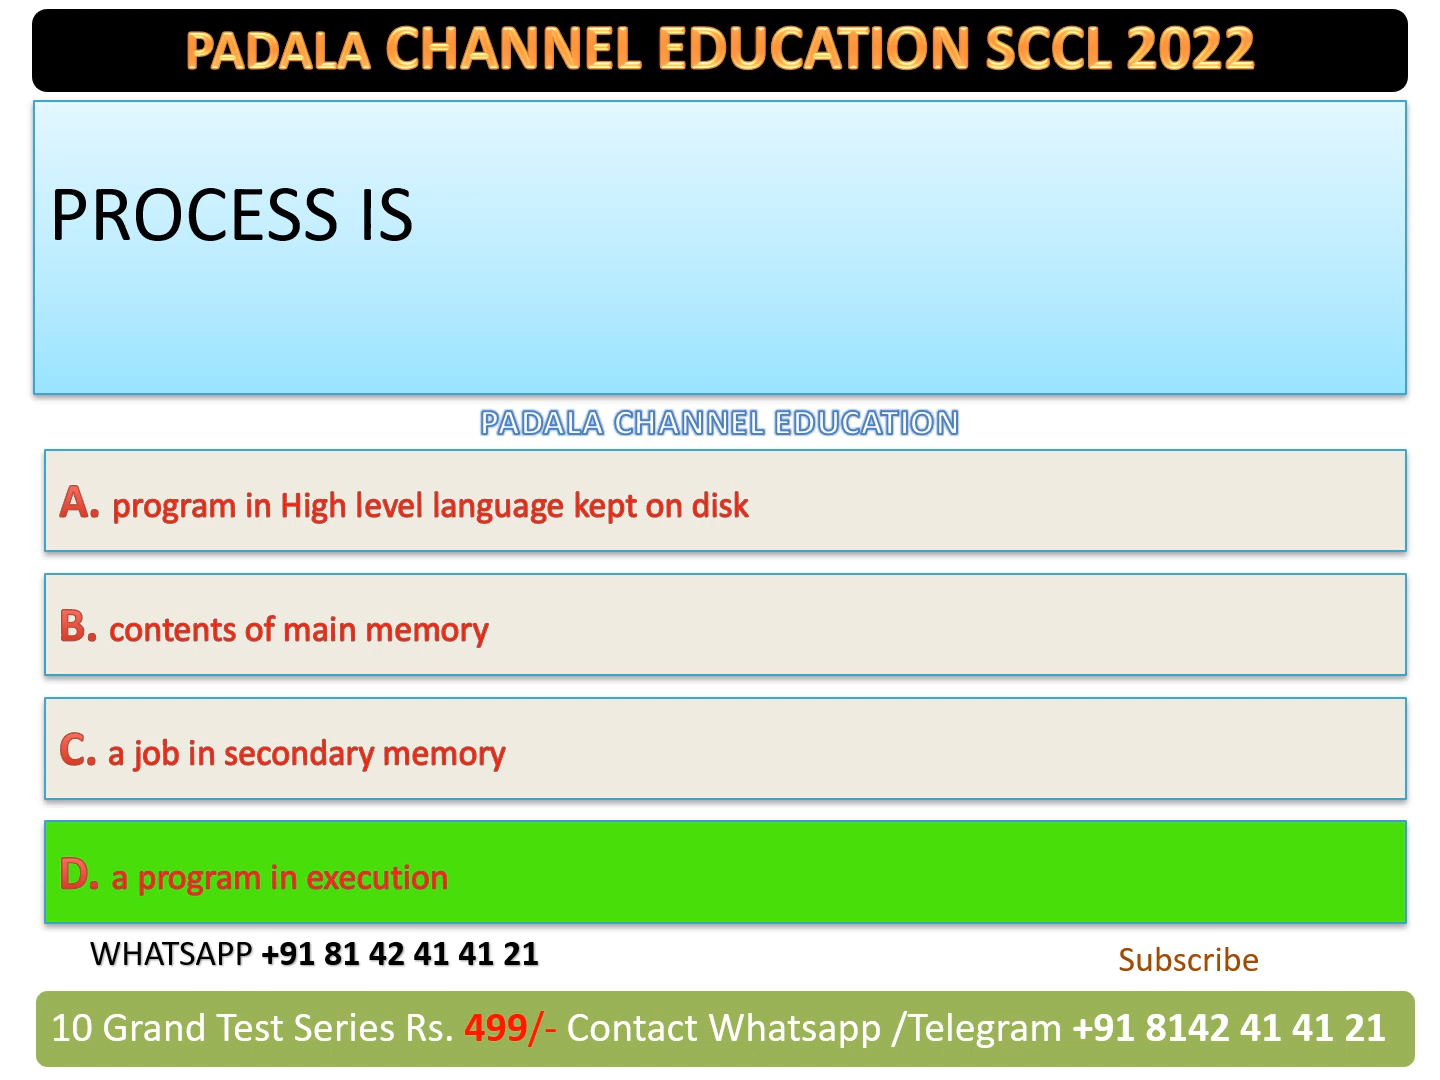 PADALA CHANNEL EDUCATION SCCL 2022
PROCESS IS
PADALA CHANNEL EDUCATION
A. program in High level language kept on disk
B. contents of main memory
C. a job in secondary memory
D. a program in execution
WHATSAPP +91 81 42 41 41 21
Subscribe
10 Grand Test Series Rs. 499/- Contact Whatsapp /Telegram +91 8142 41 41 21